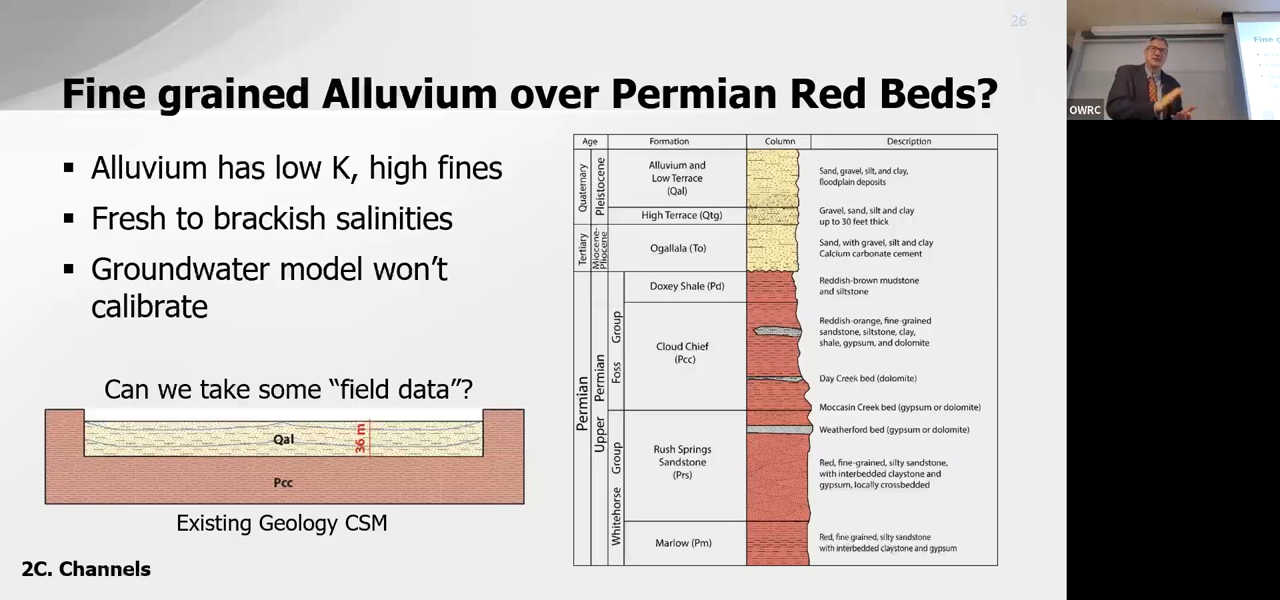 26
Fine grained Alluvium over Permian Red Beds?
▪ Alluvium has low K, high fines
▪ Fresh to brackish salinities
▪ Groundwater model won't
calibrate
Can we take some “field data”?
Qal
36 m
Pcc
Existing Geology CSM
2C. Channels
Age Formation Column Description
Quaternary
Pleistocene
Alluvium and
Low Terrace
(Qal)
Sand, gravel, silt, and clay,
floodplain deposits
High Terrace (Qtg)
Gravel, sand, silt and clay
up to 30 feet thick
Tertiary
Miocene-
Pliocene
Ogallala (To)
Sand, with gravel, silt and clay
Calcium carbonate cement
Permian
Upper Permian
Foss Group
Doxey Shale (Pd)
Reddish-brown mudstone
and siltstone
Cloud Chief
(Pcc)
Reddish-orange, fine-grained
sandstone, siltstone, clay,
shale, gypsum, and dolomite
Day Creek bed (dolomite)
Moccasin Creek bed (gypsum or dolomite)
Weatherford bed (gypsum or dolomite)
Whitehorse Group
Rush Springs
Sandstone
(Prs)
Red, fine-grained, silty sandstone,
with interbedded claystone and
gypsum, locally crossbedded
Marlow (Pm)
Red, fine grained, silty sandstone
with interbedded claystone and gypsum
OWRC
Fine